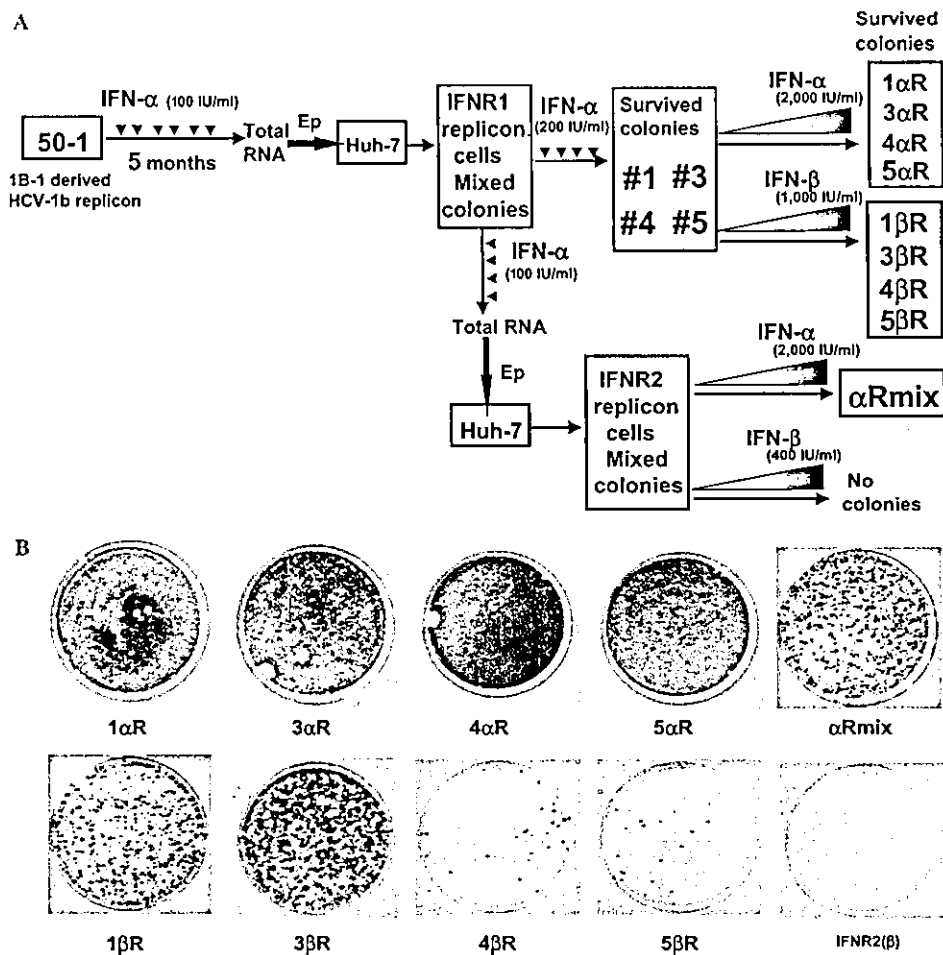 A
Survived
colonies
IFN-α (100 IU/ml)
50-1
5 months
1B-1 derived
HCV-1b replicon
Total
RNA
Ep
Huh-7
IFNR1
replicon
cells
Mixed
colonies
IFN-α
(200 IU/ml)
Survived
colonies
#1 #3
#4 #5
IFN-α
(2,000 IU/ml)
1αR
3αR
4αR
5αR
IFN-β
(1,000 IU/ml)
1βR
3βR
4βR
5βR
IFN-α
(100 IU/ml)
Total RNA
Ep
Huh-7
IFNR2
replicon
cells
Mixed
colonies
IFN-α
(2,000 IU/ml)
αRmix
IFN-β
(400 IU/ml)
No
colonies
B
1αR
3αR
4αR
5αR
αRmix
1βR
3βR
4βR
5βR
IFNR2(β)